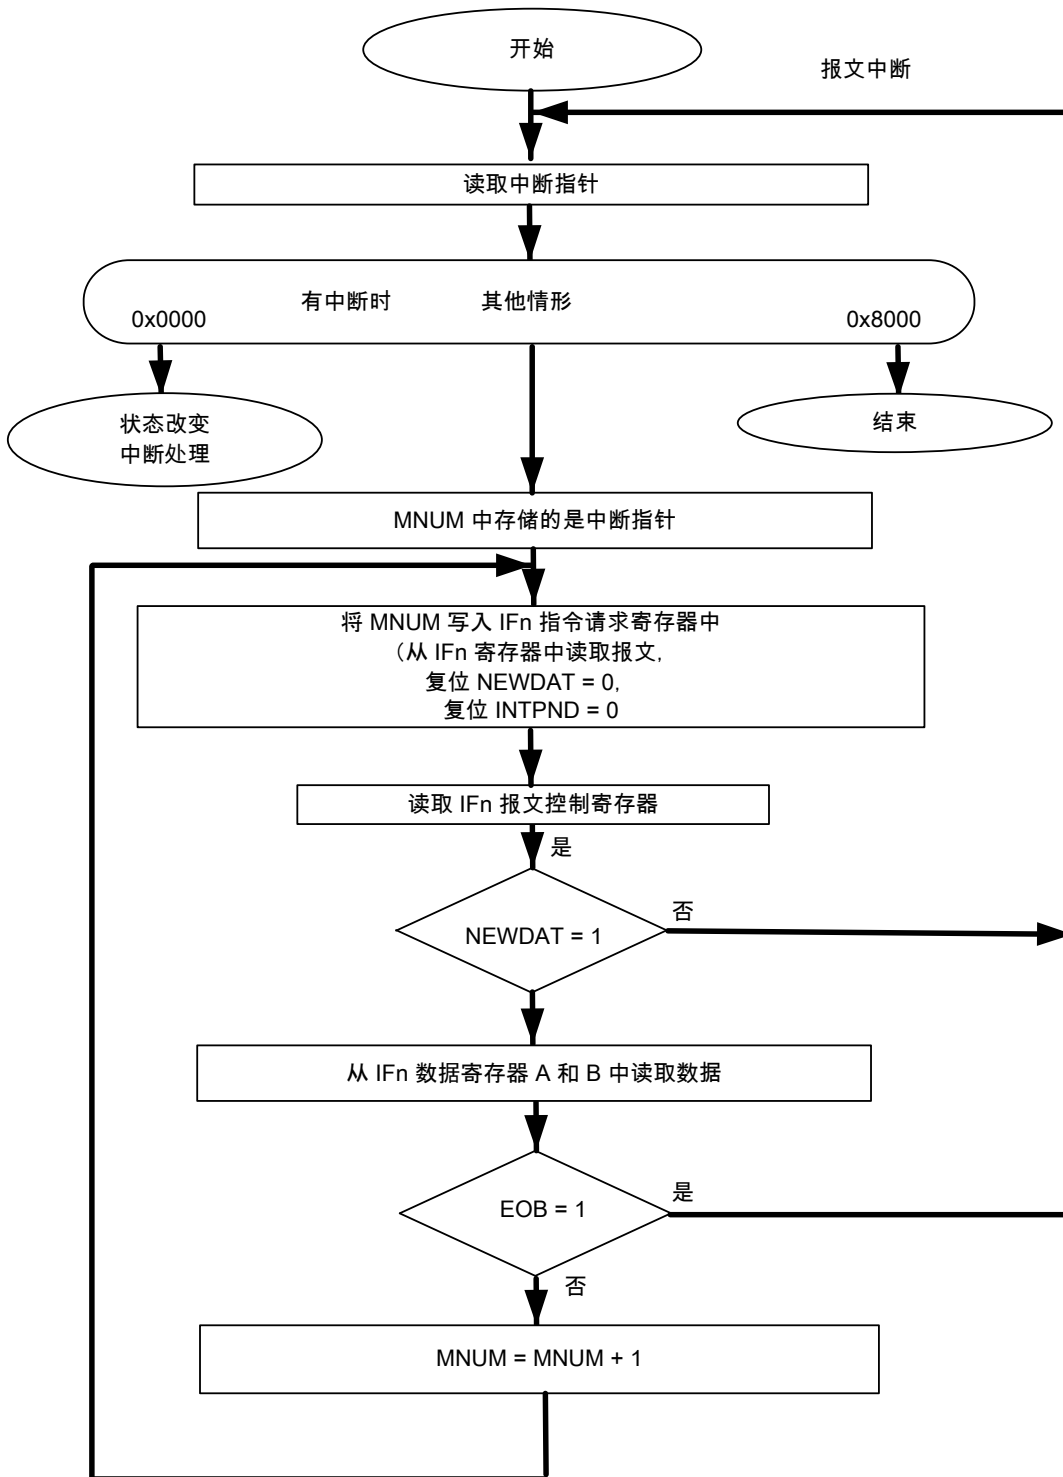 开始
报文中断
读取中断指针
有中断时 其他情形
0x0000 0x8000
状态改变
中断处理
结束
MNUM 中存储的是中断指针
将 MNUM 写入 IFn 指令请求寄存器中
（从 IFn 寄存器中读取报文,
复位 NEWDAT = 0,
复位 INTPND = 0
读取 IFn 报文控制寄存器
是
否
NEWDAT = 1
从 IFn 数据寄存器 A 和 B 中读取数据
是
EOB = 1
否
MNUM = MNUM + 1